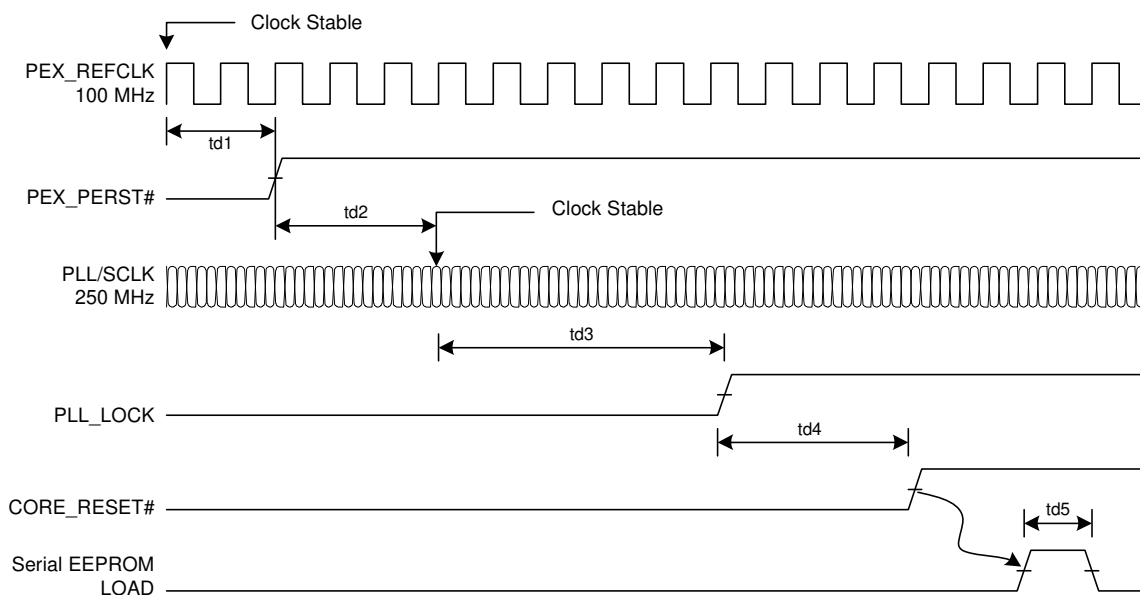 Clock Stable
PEX_REFCLK
100 MHz
td1
PEX_PERST#
td2
Clock Stable
PLL/SCLK
250 MHz
td3
PLL_LOCK
td4
CORE_RESET#
td5
Serial EEPROM
LOAD